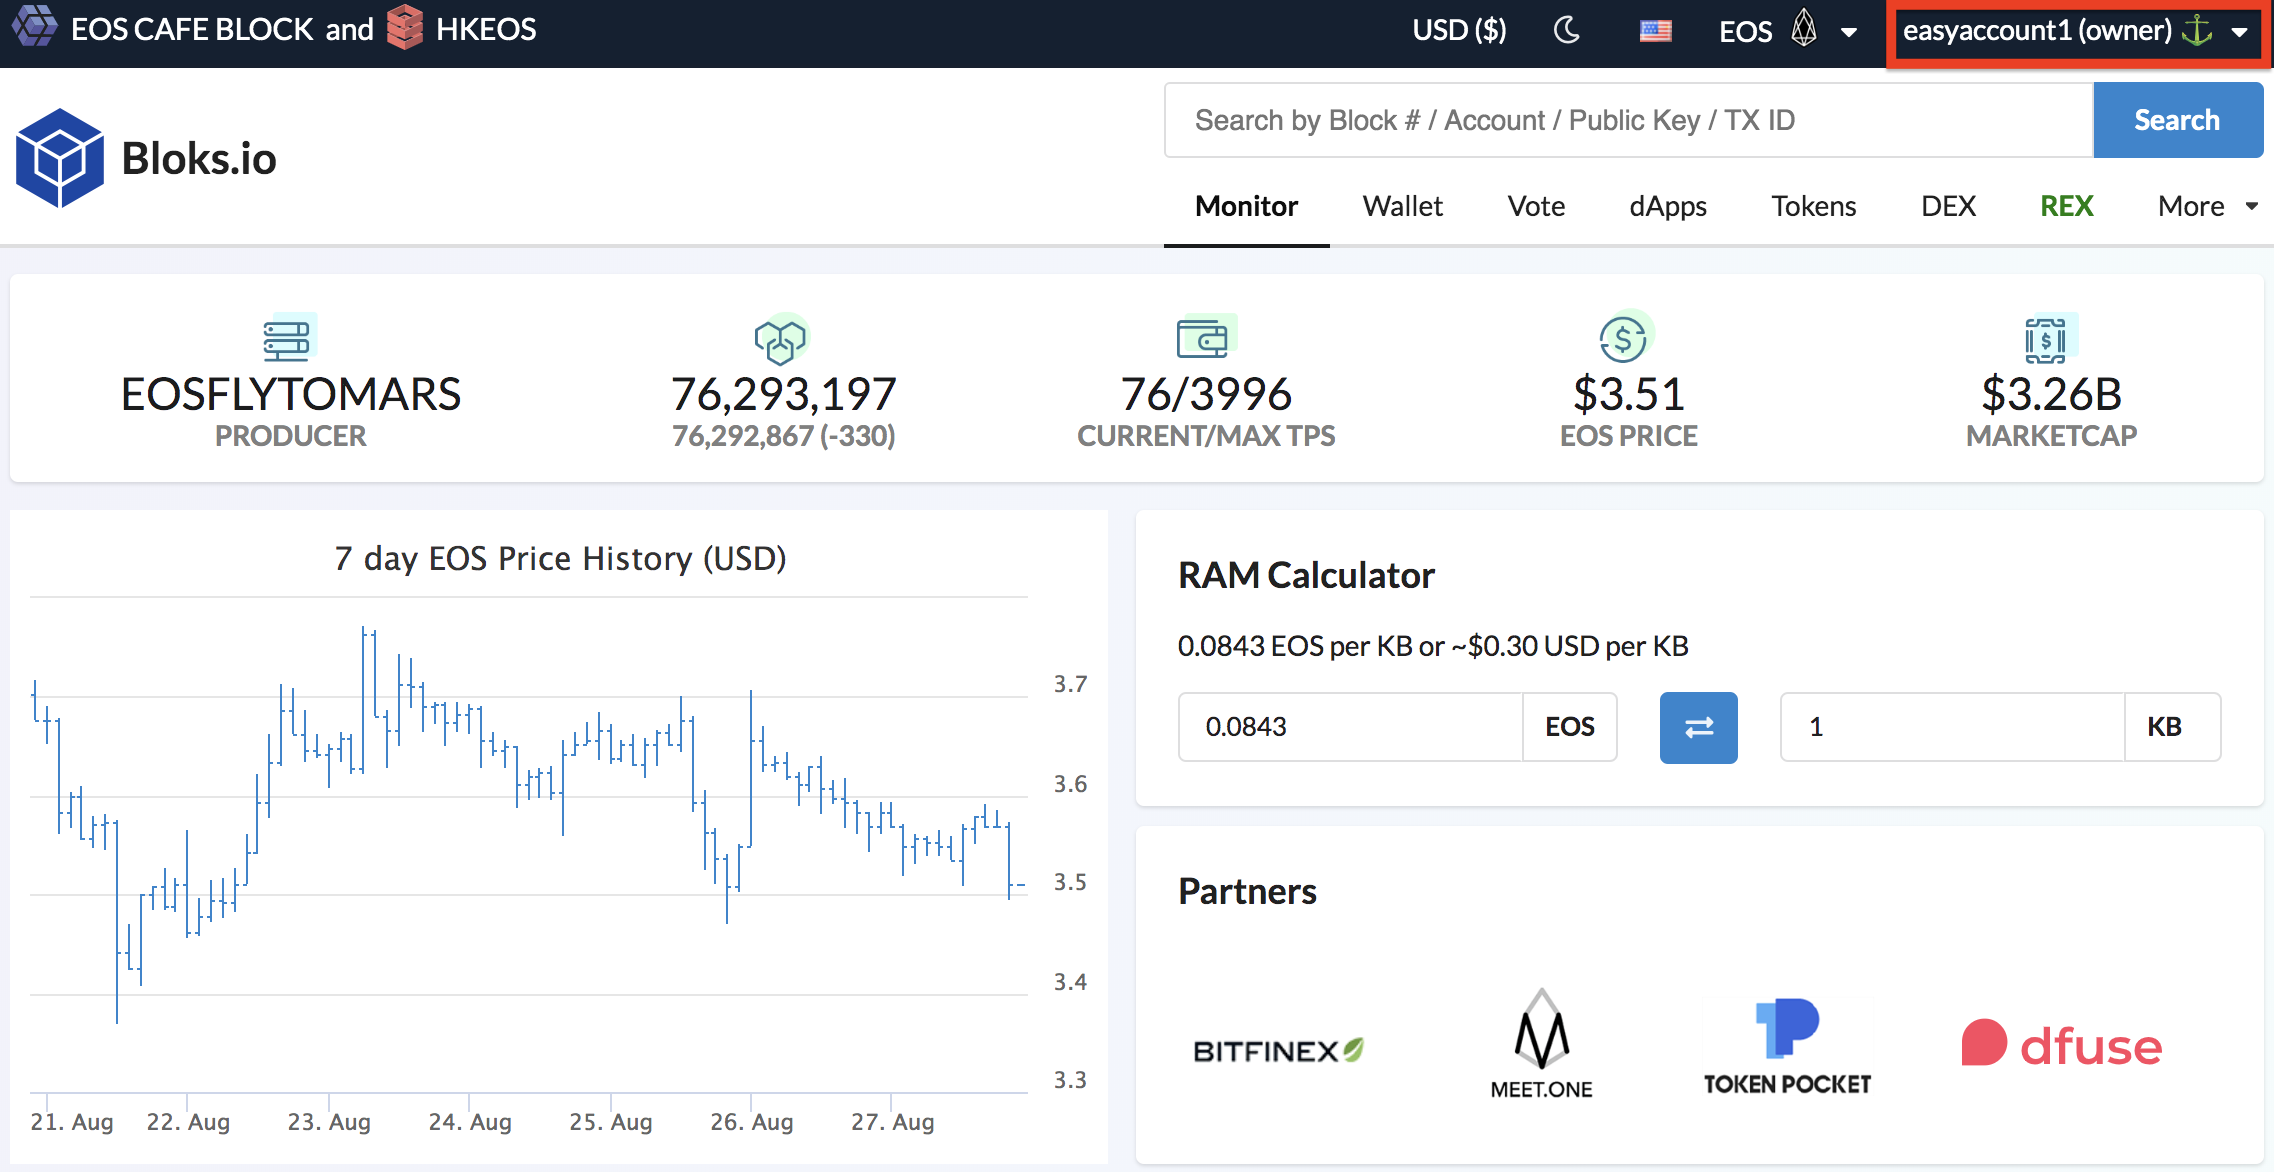 EOS CAFE BLOCK and HKEOS
USD ($) EOS easyaccount1 (owner)
Bloks.io
Search by Block # / Account / Public Key / TX ID Search
Monitor Wallet Vote dApps Tokens DEX REX More
EOSFLYTOMARS
PRODUCER
76,293,197
76,292,867 (-330)
76/3996
CURRENT/MAX TPS
$3.51
EOS PRICE
$3.26B
MARKETCAP
7 day EOS Price History (USD)
3.7
3.6
3.5
3.4
3.3
21. Aug 22. Aug 23. Aug 24. Aug 25. Aug 26. Aug 27. Aug
RAM Calculator
0.0843 EOS per KB or ~$0.30 USD per KB
0.0843 EOS 1 KB
Partners
BITFINEX
MEET.ONE
TOKEN POCKET
dfuse